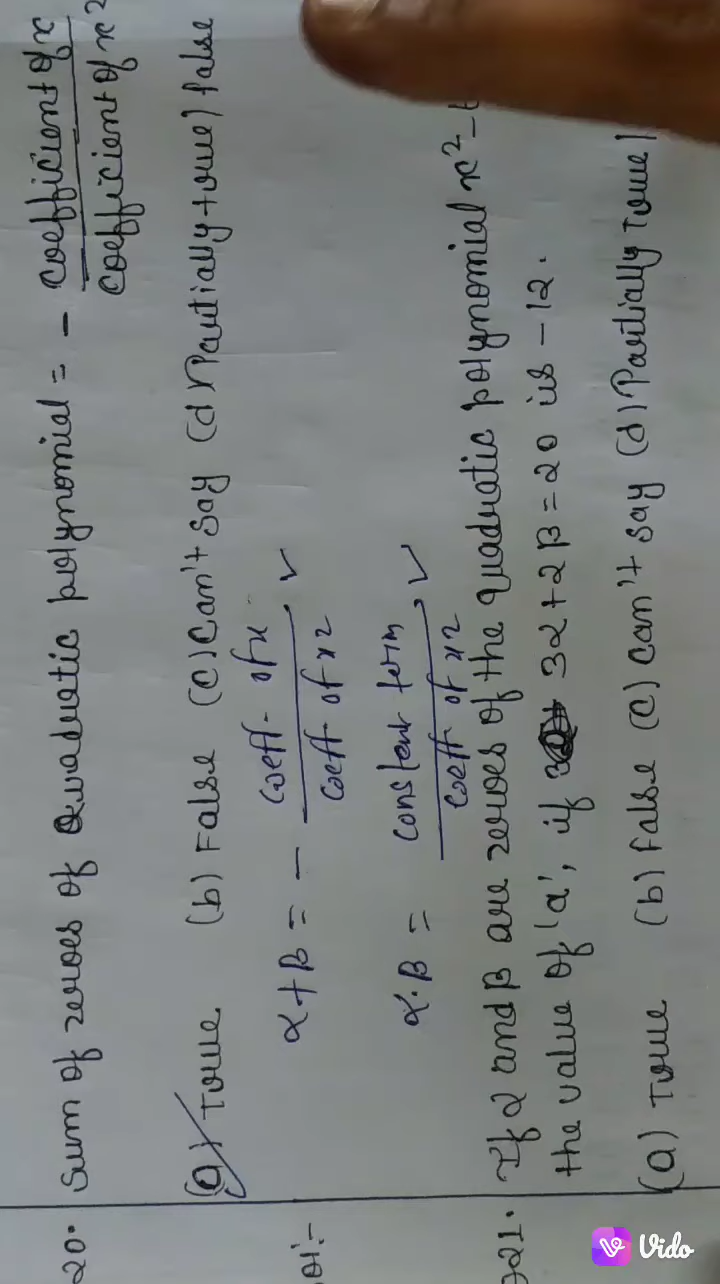 20. Sum of zeroes of Quadratic polynomial = - coefficient of x
coefficient of x²
(a) True (b) False (c) Can't say (d) Partially true/false
Sol:-
α + β = - coeff. of x
coeff. of x2
α.β = constant term
coeff. of x2
21. If α and β are zeroes of the quadratic polynomial x² -
the value of 'a', if 3α + 2β = 20 is -12.
(a) True (b) False (c) Can't say (d) Partially True/
Vido